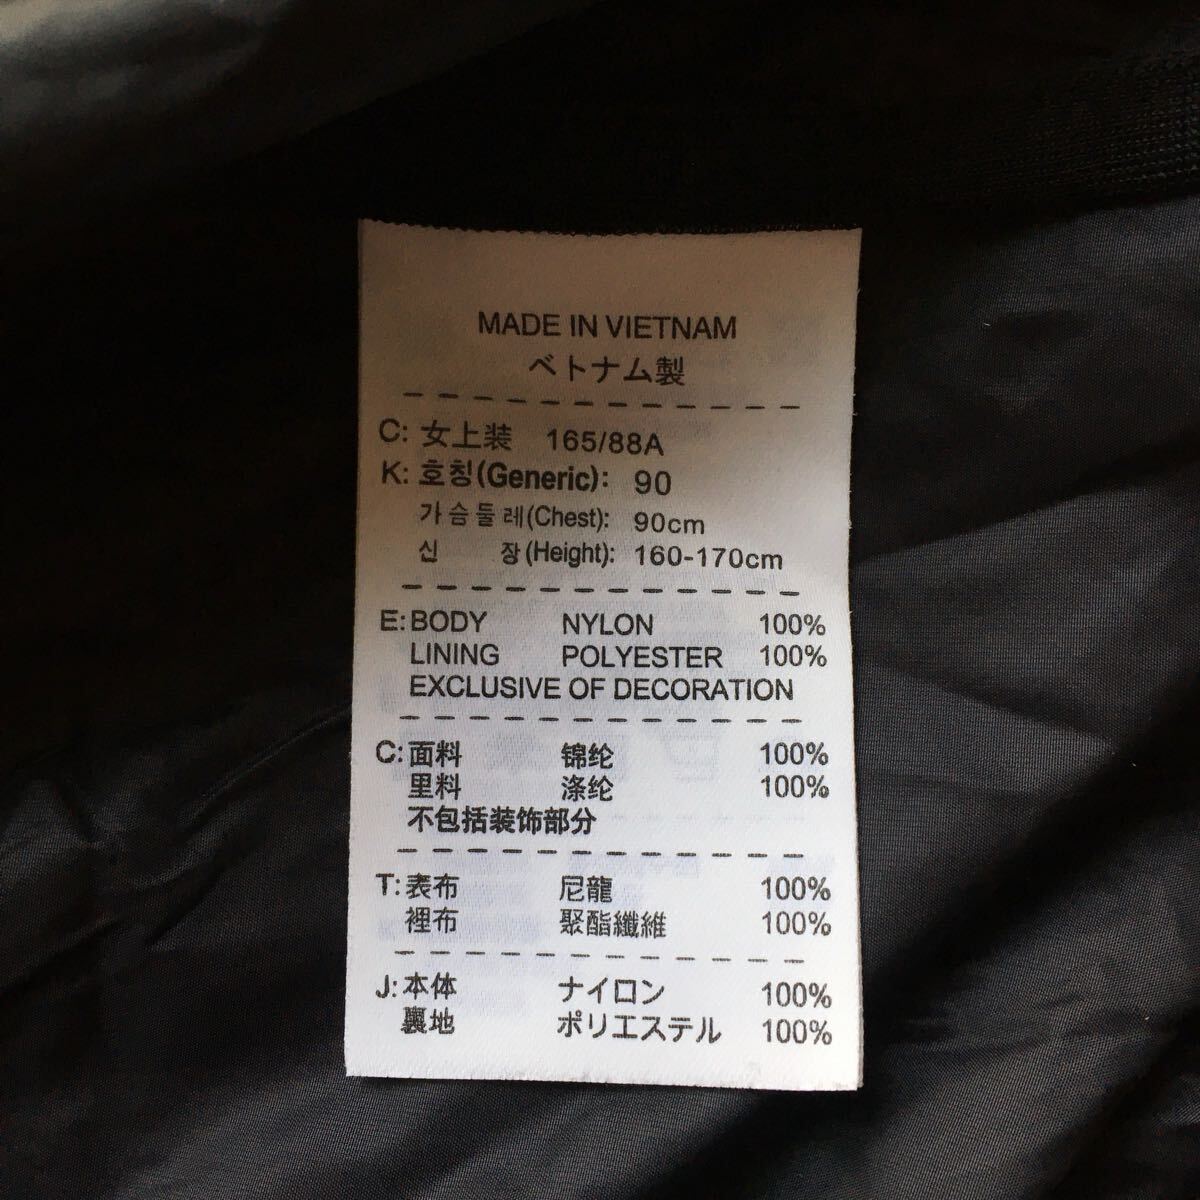 MADE IN VIETNAM
ベトナム製
C: 女上装 165/88A
K: 호칭(Generic): 90
가슴둘레(Chest): 90cm
신 장(Height): 160-170cm
E: BODY NYLON 100%
LINING POLYESTER 100%
EXCLUSIVE OF DECORATION
C: 面料 锦纶 100%
里料 涤纶 100%
不包括装饰部分
T: 表布 尼龍 100%
裡布 聚酯纖維 100%
J: 本体 ナイロン 100%
裏地 ポリエステル 100%